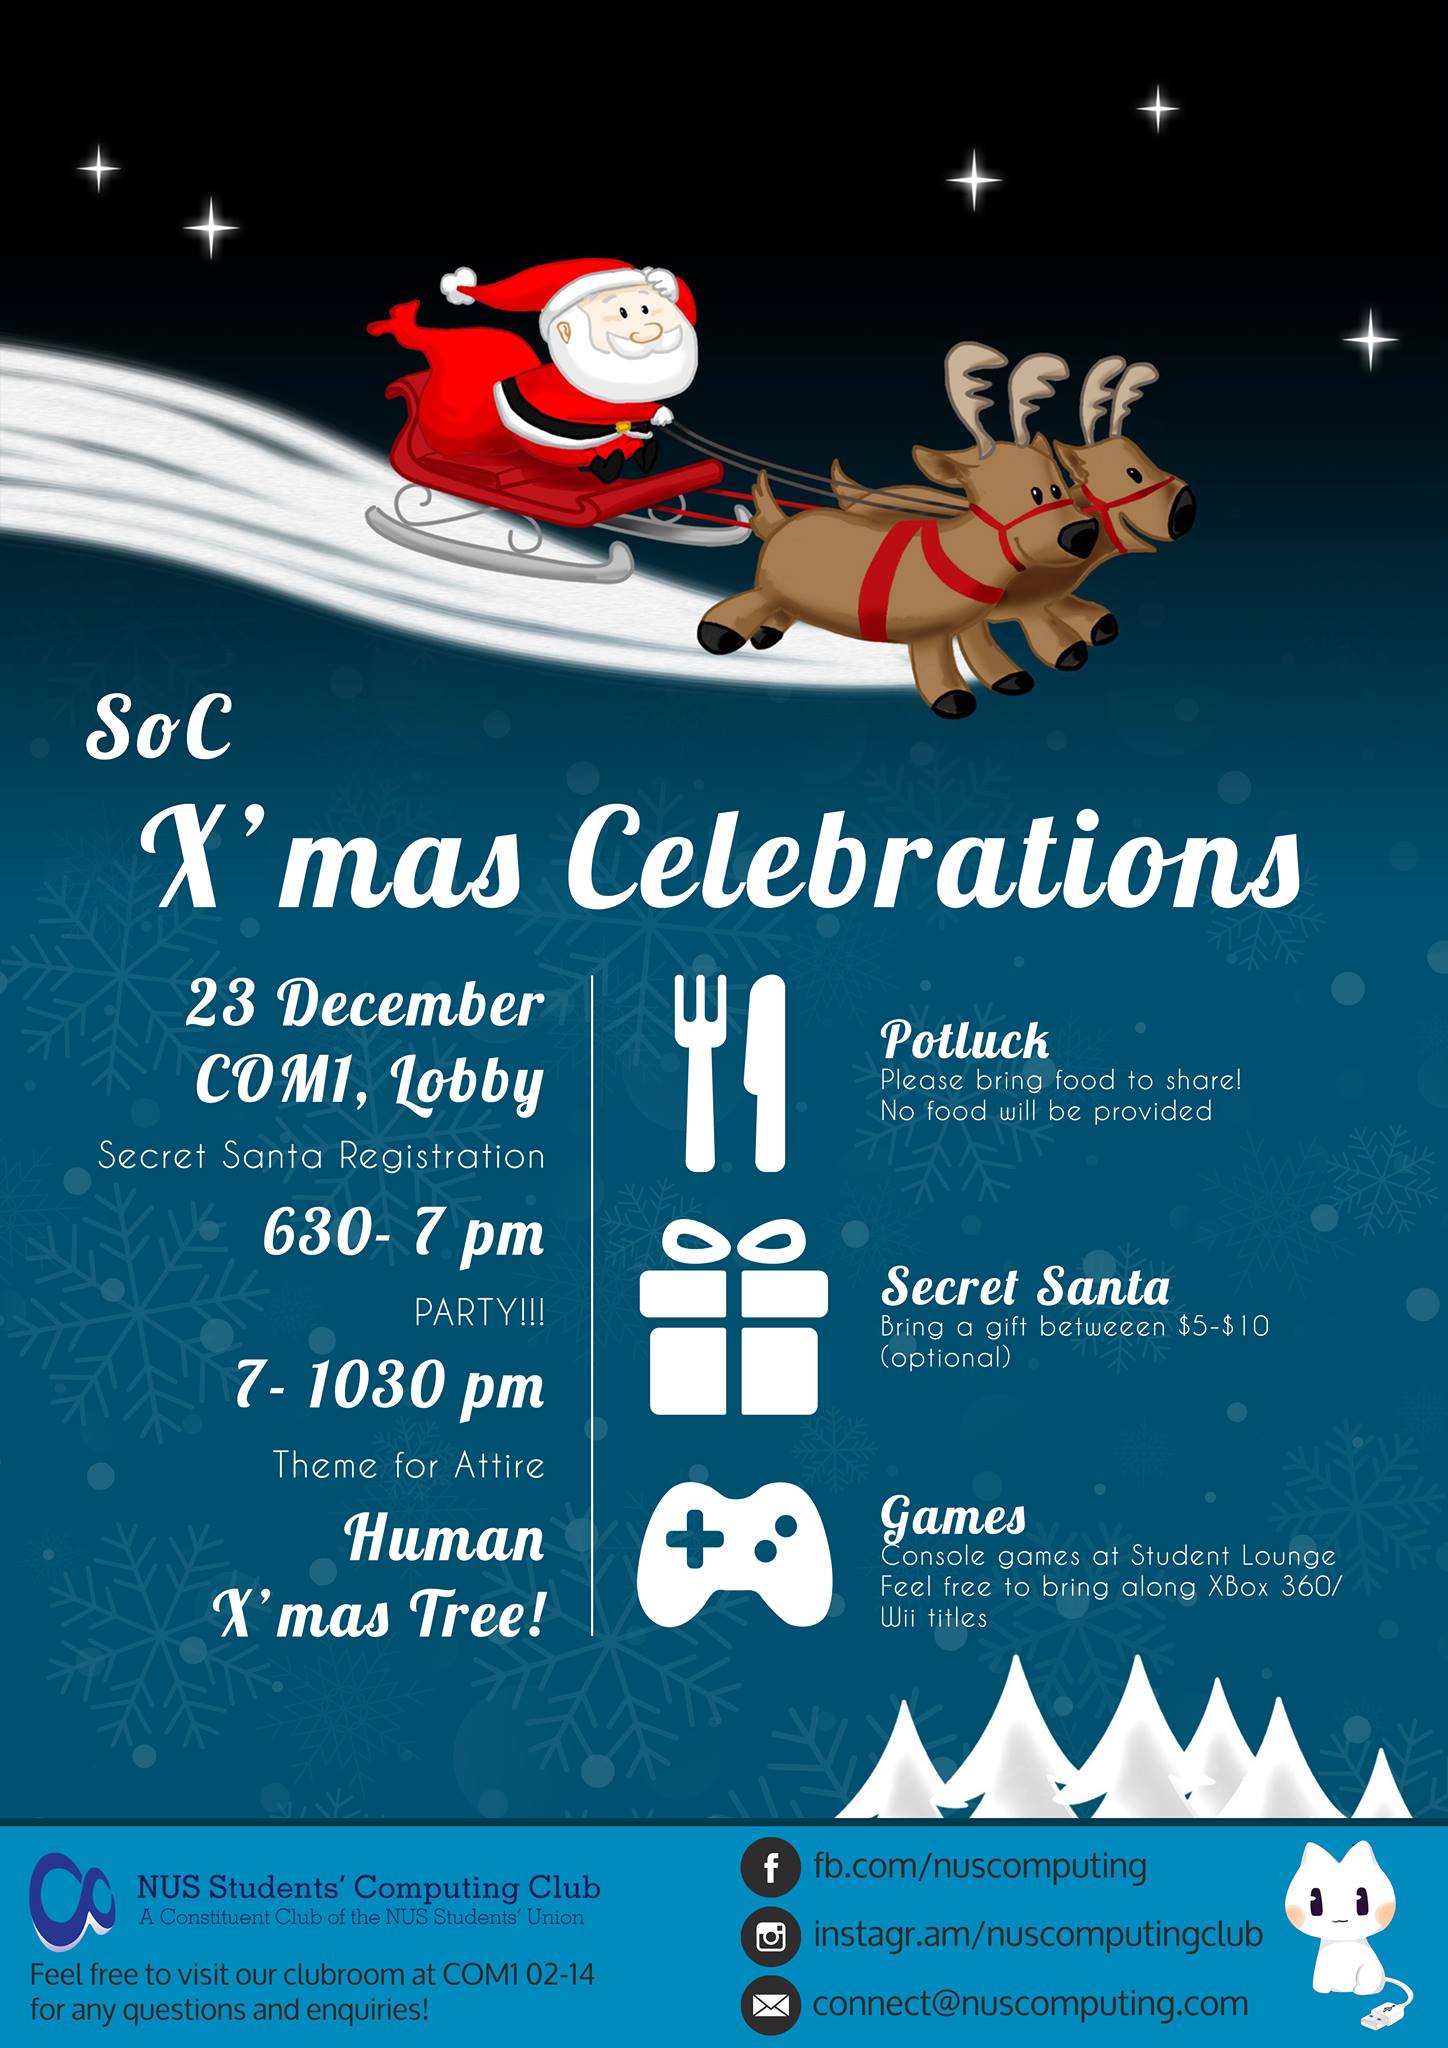 SoC
X'mas Celebrations
23 December
COM1, Lobby
Secret Santa Registration
630- 7 pm
PARTY!!!
7- 1030 pm
Theme for Attire
Human
X'mas Tree!
Potluck
Please bring food to share!
No food will be provided
Secret Santa
Bring a gift betweeen $5-$10
(optional)
Games
Console games at Student Lounge
Feel free to bring along XBox 360/
Wii titles
NUS Students' Computing Club
A Constituent Club of the NUS Students' Union
Feel free to visit our clubroom at COM1 02-14
for any questions and enquiries!
fb.com/nuscomputing
instagr.am/nuscomputingclub
connect@nuscomputing.com